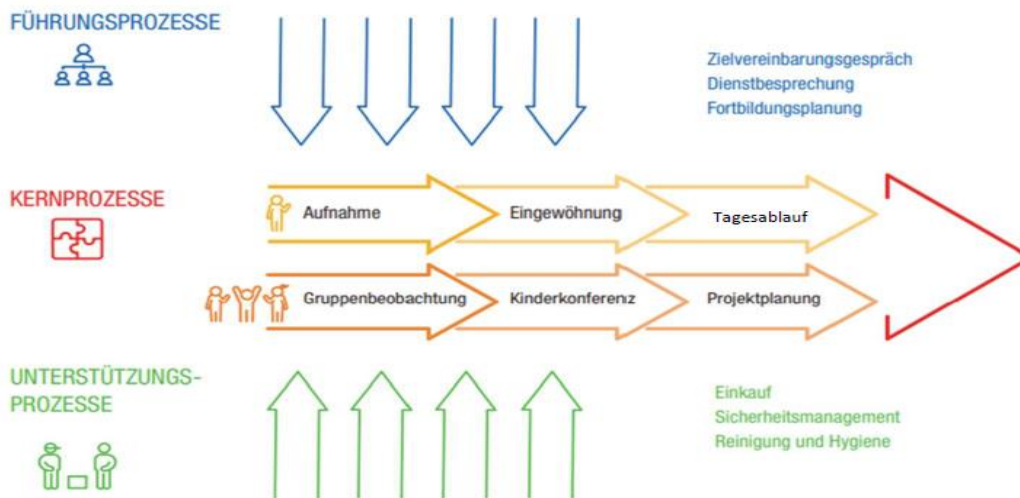 FÜHRUNGSPROZESSE
Zielvereinbarungsgespräch
Dienstbesprechung
Fortbildungsplanung
KERNPROZESSE
Aufnahme
Eingewöhnung
Tagesablauf
Gruppenbeobachtung
Kinderkonferenz
Projektplanung
UNTERSTÜTZUNGS-
PROZESSE
Einkauf
Sicherheitsmanagement
Reinigung und Hygiene